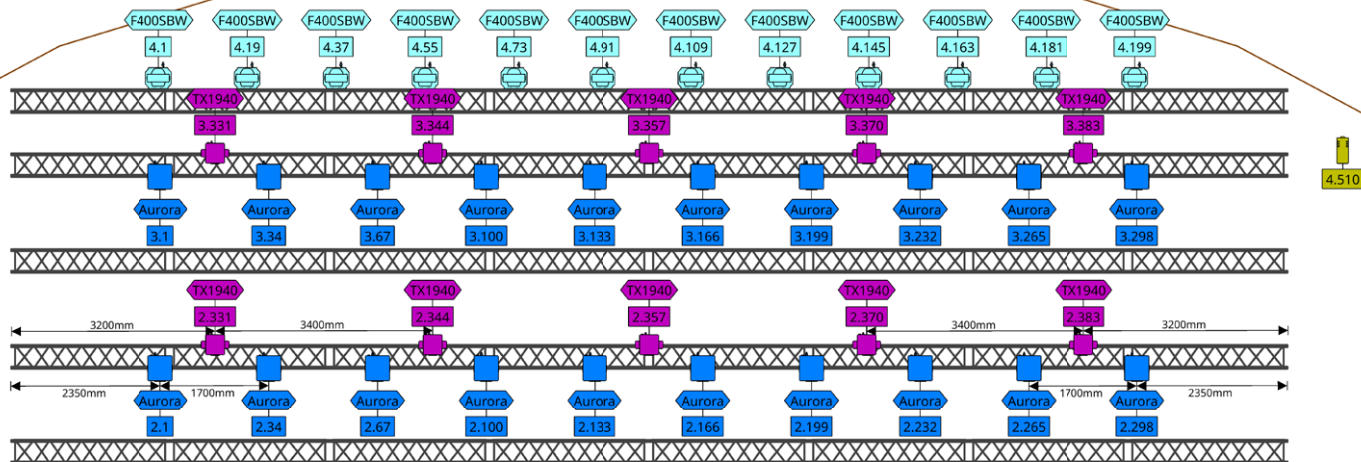 F400SBW F400SBW F400SBW F400SBW F400SBW F400SBW F400SBW F400SBW F400SBW F400SBW F400SBW F400SBW
4.1 4.19 4.37 4.55 4.73 4.91 4.109 4.127 4.145 4.163 4.181 4.199
TX1940 TX1940 TX1940 TX1940 TX1940
3.331 3.344 3.357 3.370 3.383
4.510
Aurora Aurora Aurora Aurora Aurora Aurora Aurora Aurora Aurora Aurora
3.1 3.34 3.67 3.100 3.133 3.166 3.199 3.232 3.265 3.298
TX1940 TX1940 TX1940 TX1940 TX1940
2.331 2.344 2.357 2.370 2.383
3200mm 3400mm 3400mm 3200mm
2350mm 1700mm 1700mm 2350mm
Aurora Aurora Aurora Aurora Aurora Aurora Aurora Aurora Aurora Aurora
2.1 2.34 2.67 2.100 2.133 2.166 2.199 2.232 2.265 2.298